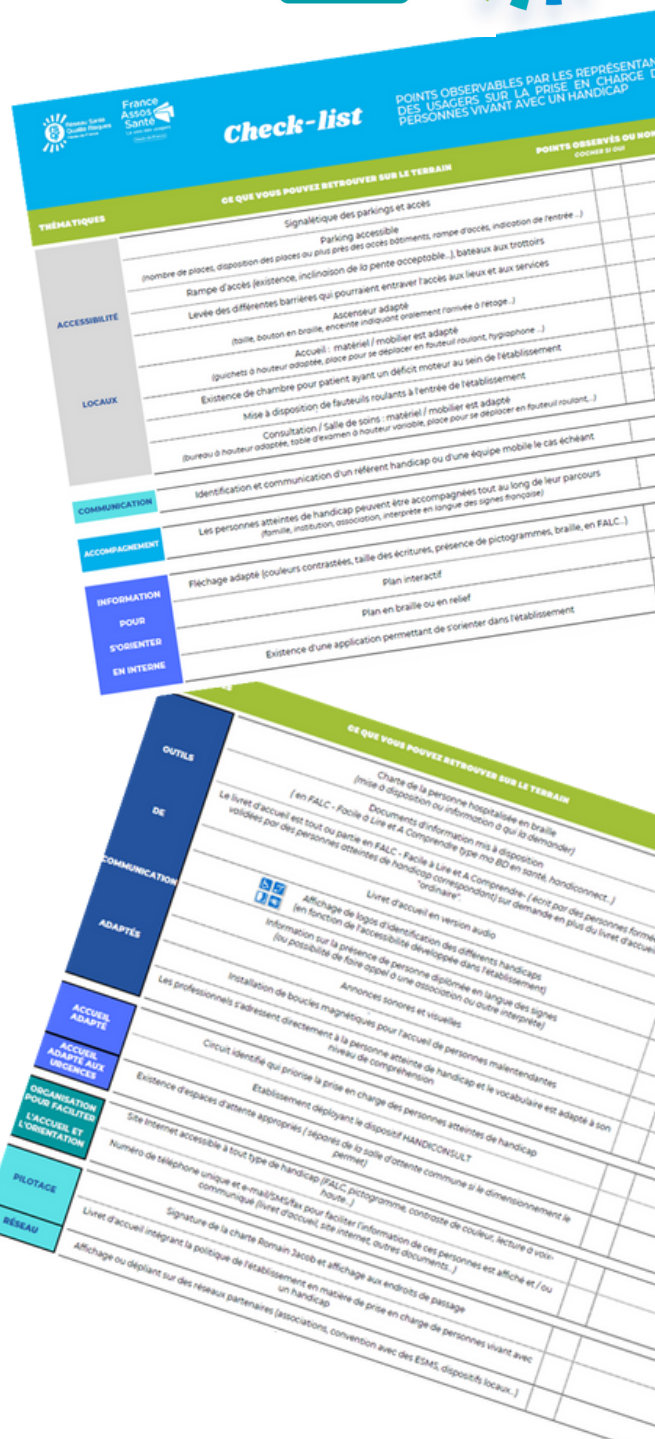 Réseau Santé
Qualité Risques
France
Assos
Santé
La voix des usagers
Check-list
POINTS OBSERVABLES PAR LES REPRÉSENTAN
DES USAGERS SUR LA PRISE EN CHARGE D
PERSONNES VIVANT AVEC UN HANDICAP
THÉMATIQUES
CE QUE VOUS POUVEZ RETROUVER SUR LE TERRAIN
POINTS OBSERVÉS OU NON
COCHER SI OUI
ACCESSIBILITÉ
LOCAUX
Signalétique des parkings et accès
Parking accessible
(nombre de places, disposition des places au plus près des accès bâtiments, rampe d'accès, indication de l'entrée ...)
Rampe d'accès (existence, inclinaison de la pente acceptable...), bateaux aux trottoirs
Levée des différentes barrières qui pourraient entraver l'accès aux lieux et aux services
Ascenseur adapté
(taille, bouton en braille, enceinte indiquant oralement l'arrivée à l'étage...)
Accueil : matériel / mobilier est adapté
(guichets à hauteur adaptée, place pour se déplacer en fauteuil roulant, hygiaphone ...)
Existence de chambre pour patient ayant un déficit moteur au sein de l'établissement
Mise à disposition de fauteuils roulants à l'entrée de l'établissement
Consultation / Salle de soins : matériel / mobilier est adapté
(bureau à hauteur adaptée, table d'examen à hauteur variable, place pour se déplacer en fauteuil roulant,...)
COMMUNICATION
Identification et communication d'un référent handicap ou d'une équipe mobile le cas échéant
ACCOMPAGNEMENT
Les personnes atteintes de handicap peuvent être accompagnées tout au long de leur parcours
(famille, institution, association, interprète en langue des signes française)
INFORMATION
POUR
S'ORIENTER
EN INTERNE
Fléchage adapté (couleurs contrastées, taille des écritures, présence de pictogrammes, braille, en FALC...)
Plan interactif
Plan en braille ou en relief
Existence d'une application permettant de s'orienter dans l'établissement
CE QUE VOUS POUVEZ RETROUVER SUR LE TERRAIN
OUTILS
DE
COMMUNICATION
ADAPTÉS
Charte de la personne hospitalisée en braille
(mise à disposition ou information à qui la demander)
Documents d'information mis à disposition
( en FALC - Facile à Lire et A Comprendre type ma BD en santé, handiconnect...)
Le livret d'accueil est tout ou partie en FALC - Facile à Lire et A Comprendre- ( écrit par des personnes formée
validées par des personnes atteintes de handicap correspondant) sur demande en plus du livret d'accueil
"ordinaire"
Livret d'accueil en version audio
Affichage de logos d'identification des différents handicaps
(en fonction de l'accessibilité développée dans l'établissement)
Information sur la présence de personne diplômée en langue des signes
(ou possibilité de faire appel à une association ou autre interprète)
Annonces sonores et visuelles
Installation de boucles magnétiques pour l'accueil de personnes malentendantes
ACCUEIL
ADAPTÉ
Les professionnels s'adressent directement à la personne atteinte de handicap et le vocabulaire est adapté à son
niveau de compréhension
ACCUEIL
ADAPTÉ AUX
URGENCES
Circuit identifié qui priorise la prise en charge des personnes atteintes de handicap
ORGANISATION
POUR FACILITER
L'ACCUEIL ET
L'ORIENTATION
Etablissement déployant le dispositif HANDICONSULT
Existence d'espaces d'attente appropriés ( séparés de la salle d'attente commune si le dimensionnement le
permet)
Site Internet accessible à tout type de handicap (FALC, pictogramme, contraste de couleur, lecture à voix-
haute...)
Numéro de téléphone unique et e-mail/SMS/fax pour faciliter l'information de ces personnes est affiché et / ou
communiqué (livret d'accueil, site internet, outres documents...)
PILOTAGE
Signature de la charte Romain Jacob et affichage aux endroits de passage
Livret d'accueil intégrant la politique de l'établissement en matière de prise en charge de personnes vivant avec
un handicap
RÉSEAU
Affichage ou dépliant sur des réseaux partenaires (associations, convention avec des ESMS, dispositifs locaux...)